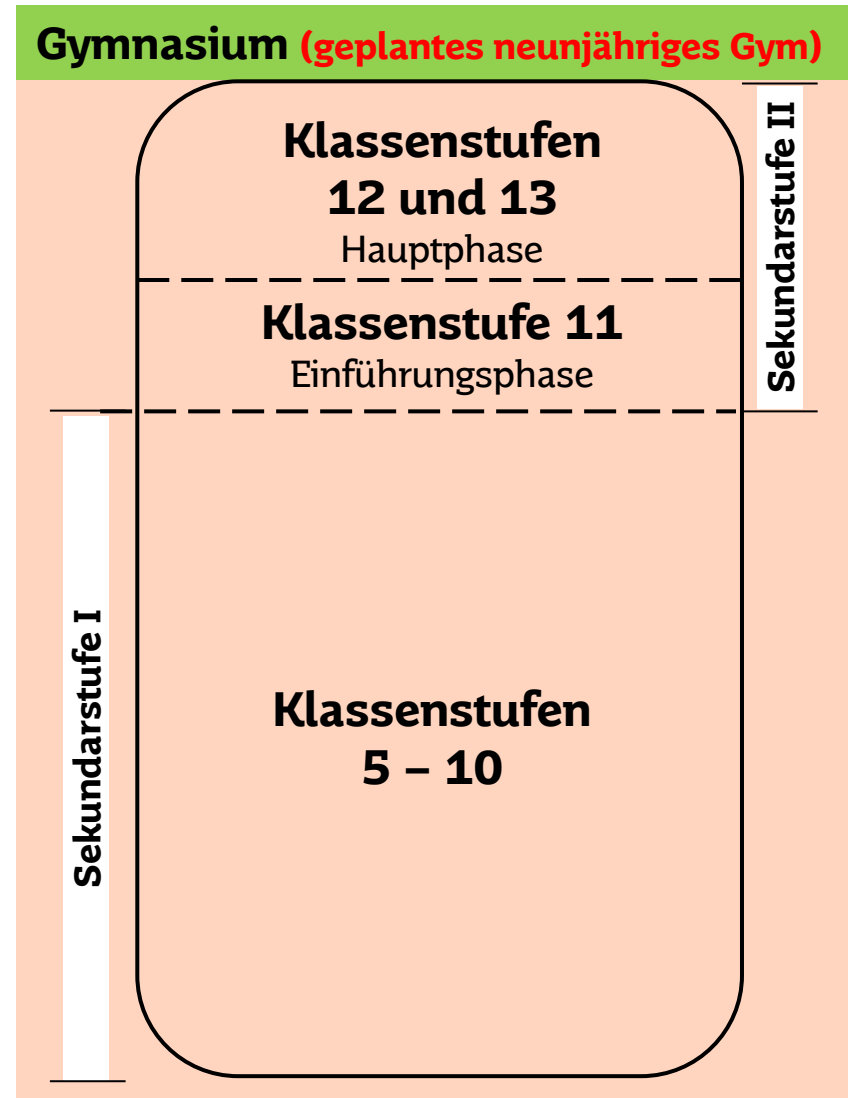 Gymnasium (geplantes neunjähriges Gym)
Klassenstufen
12 und 13
Hauptphase
Sekundarstufe II
Klassenstufe 11
Einführungsphase
Sekundarstufe I
Klassenstufen
5 – 10